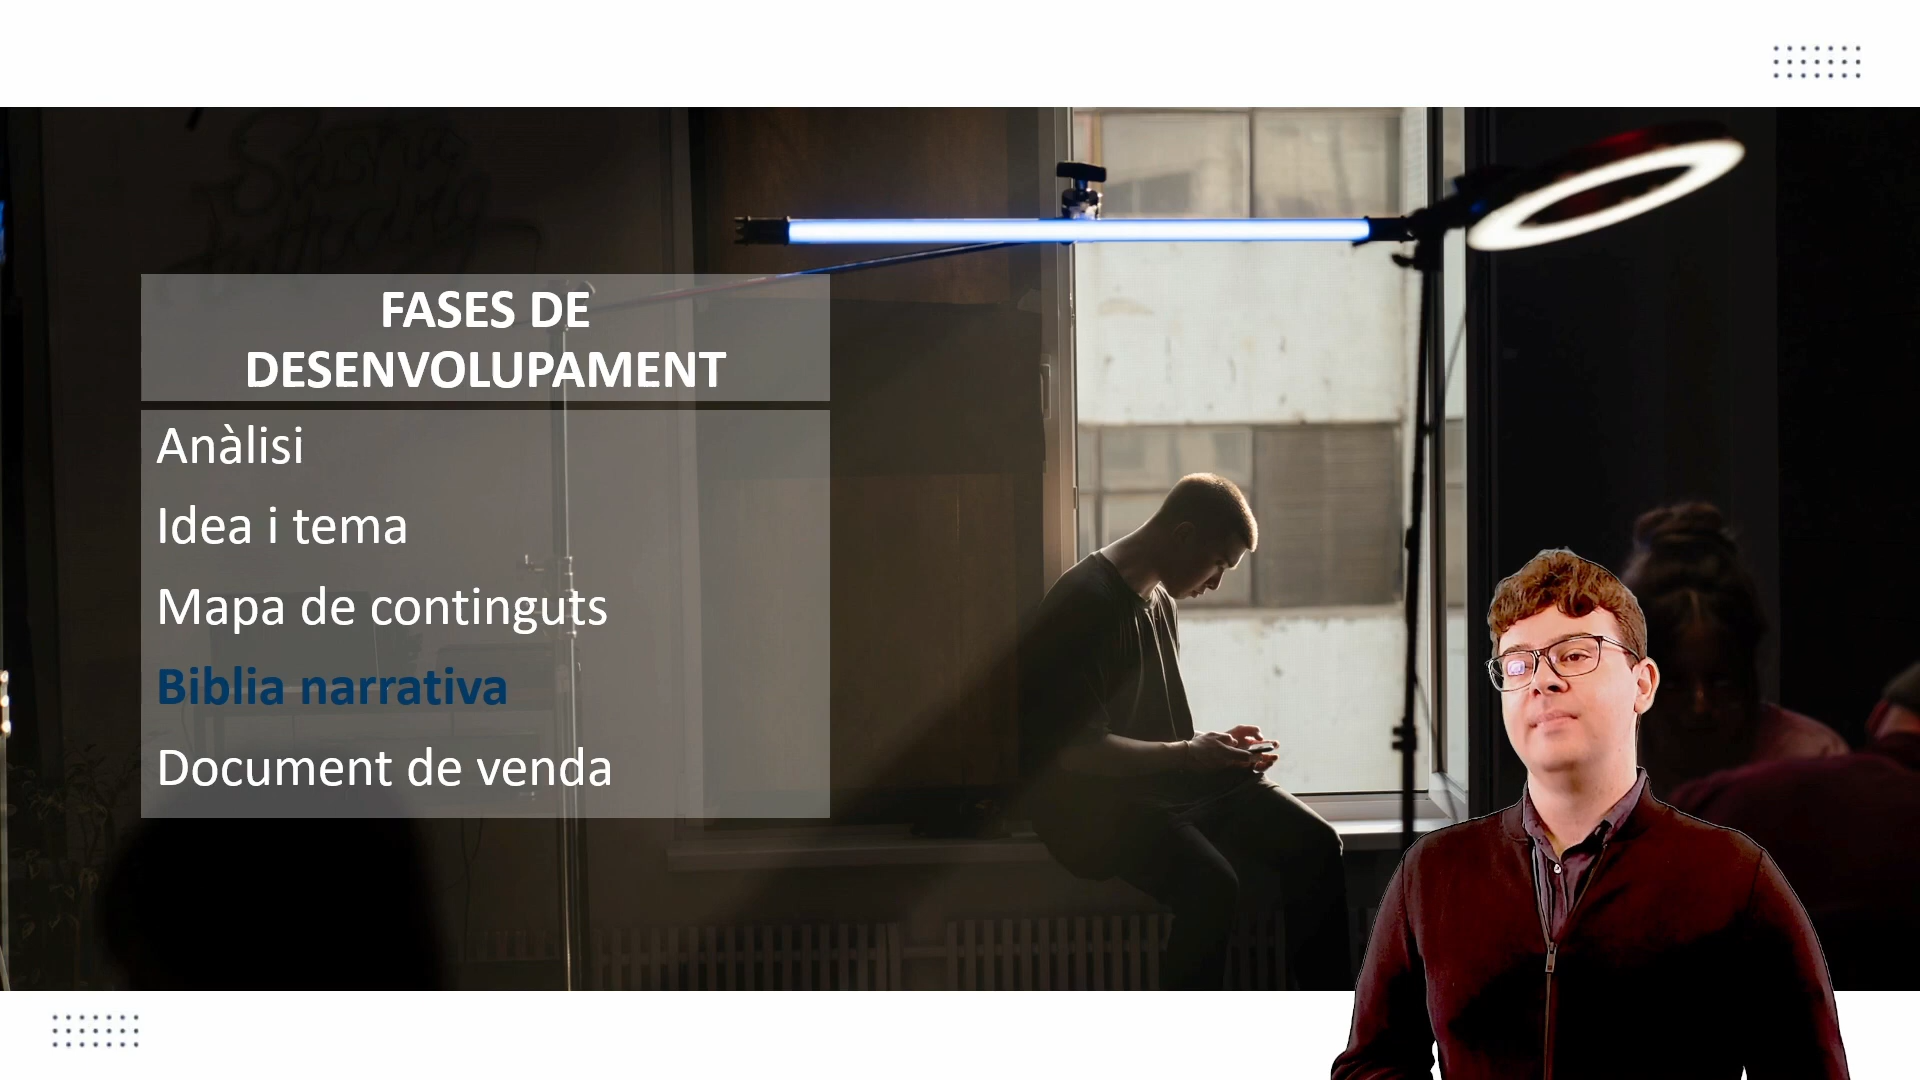 FASES DE
DESENVOLUPAMENT
Anàlisi
Idea i tema
Mapa de continguts
Biblia narrativa
Document de venda